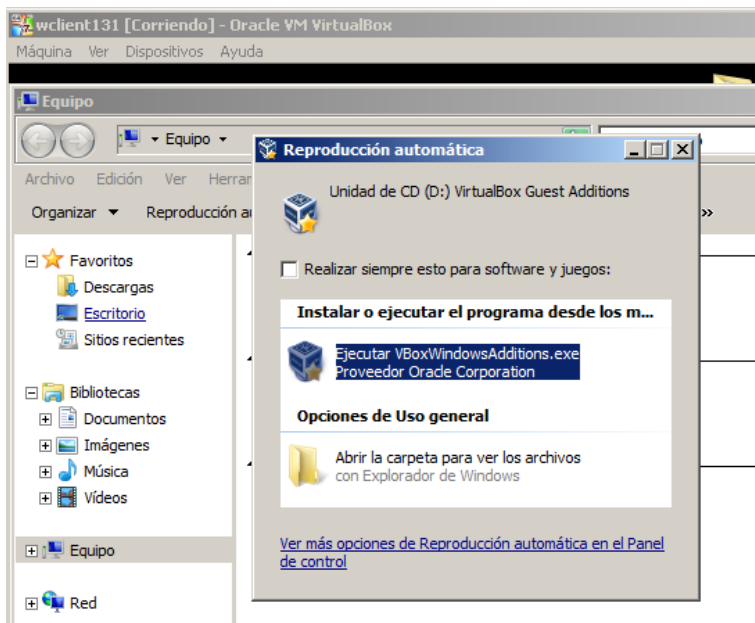 wclient131 [Corriendo] - Oracle VM VirtualBox
Máquina Ver Dispositivos Ayuda
Equipo
Equipo
Archivo Edición Ver
Organizar Reproducción
»
Favoritos
Descargas
Escritorio
Sitios recientes
Bibliotecas
Documentos
Imágenes
Música
Vídeos
Equipo
Red
Reproducción automática
Unidad de CD (D:) VirtualBox Guest Additions
Realizar siempre esto para software y juegos:
Instalar o ejecutar el programa desde los m...
Ejecutar VBoxWindowsAdditions.exe
Proveedor Oracle Corporation
Opciones de Uso general
Abrir la carpeta para ver los archivos
con Explorador de Windows
Ver más opciones de Reproducción automática en el Panel
de control